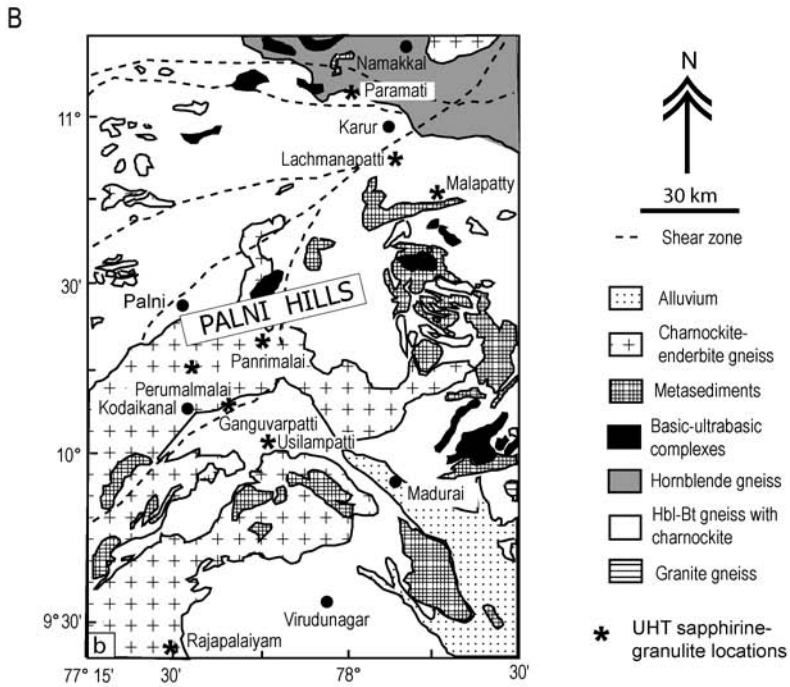 B
Namakkal
Paramati
11°
Karur
Lachmanapatti
Malapatty
30'
Palni
PALNI HILLS
Panrimalai
Perumalmalai
Kodaikanal
Ganguvarpatti
Usilampatti
10°
Madurai
9° 30'
Virudunagar
b
Rajapalaiyam
77° 15'
30'
78°
30'
N
30 km
Shear zone
Alluvium
Charnockite-
enderbite gneiss
Metasediments
Basic-ultrabasic
complexes
Hornblende gneiss
Hbl-Bt gneiss with
charnockite
Granite gneiss
* UHT sapphirine-
granulite locations